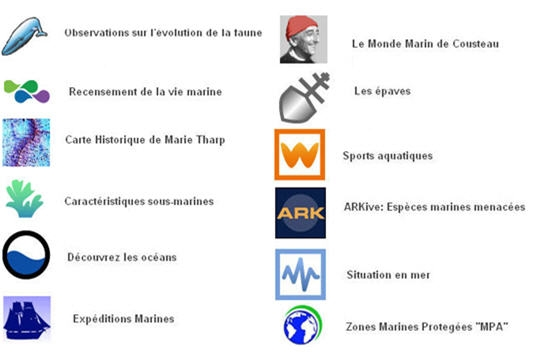 Observations sur l'évolution de la faune
Recensement de la vie marine
Carte Historique de Marie Tharp
Caractéristiques sous-marines
Découvrez les océans
Expéditions Marines
Le Monde Marin de Cousteau
Les épaves
Sports aquatiques
ARK
ARKive: Espèces marines menacées
Situation en mer
Zones Marines Protegées "MPA"